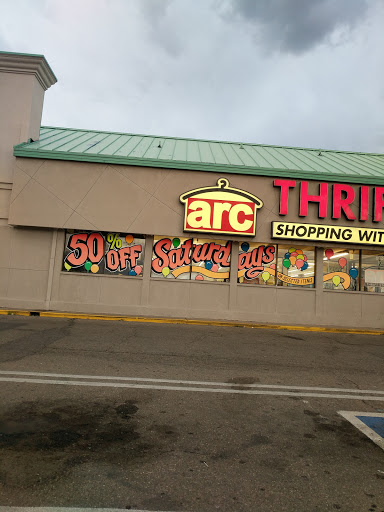 arc
THRIF
SHOPPING WIT
50% OFF Saturdays